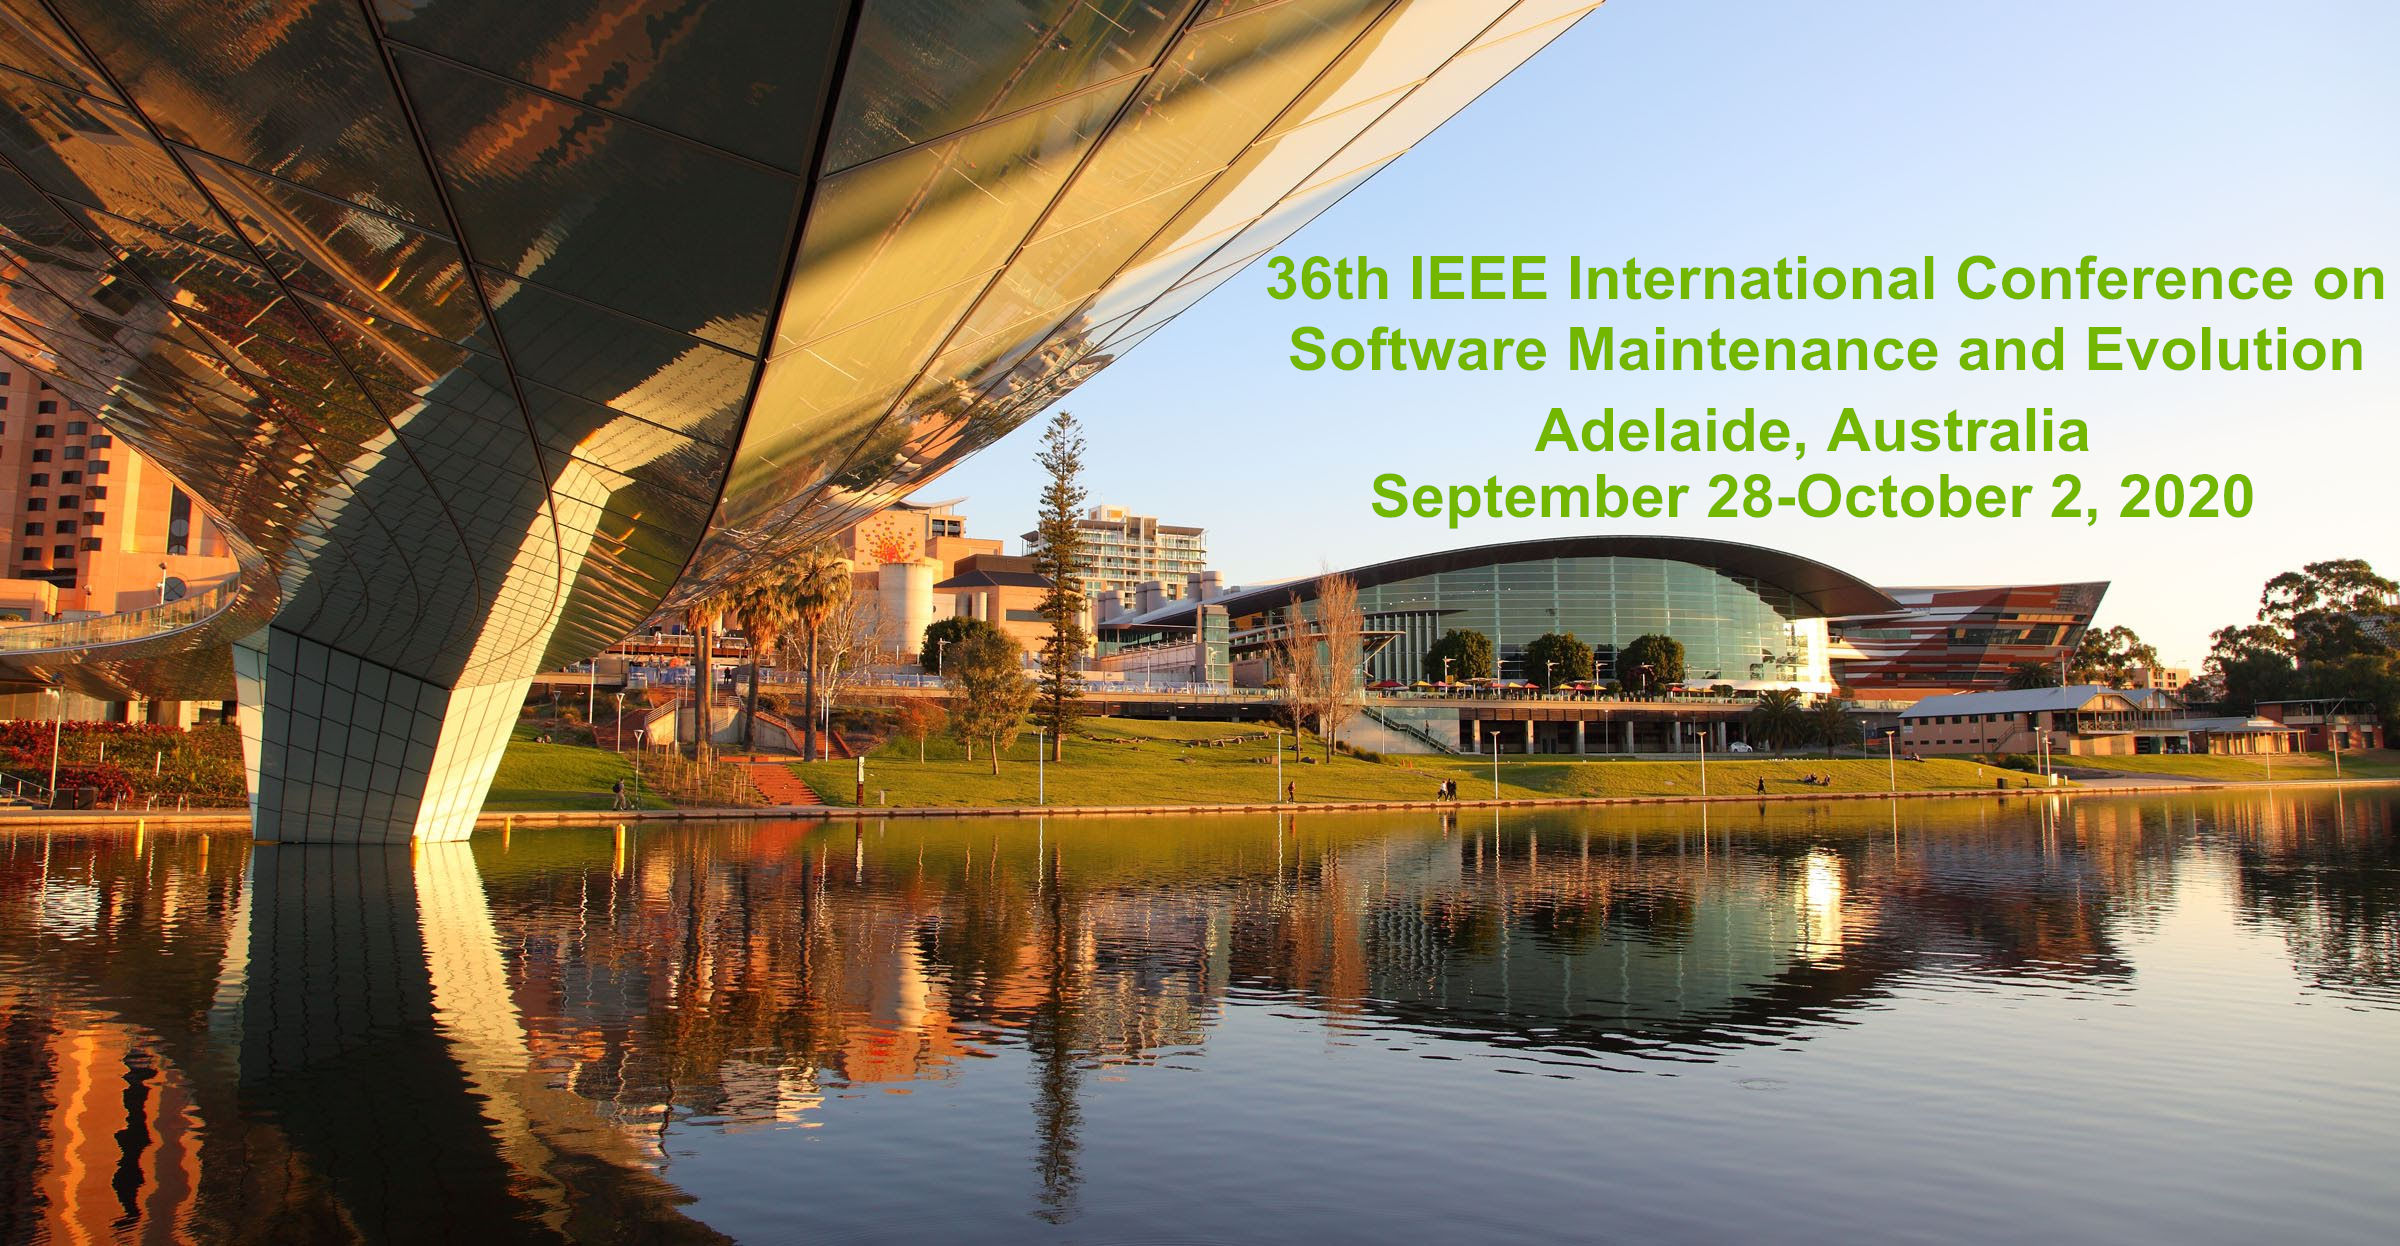 36th IEEE International Conference on
Software Maintenance and Evolution
Adelaide, Australia
September 28-October 2, 2020